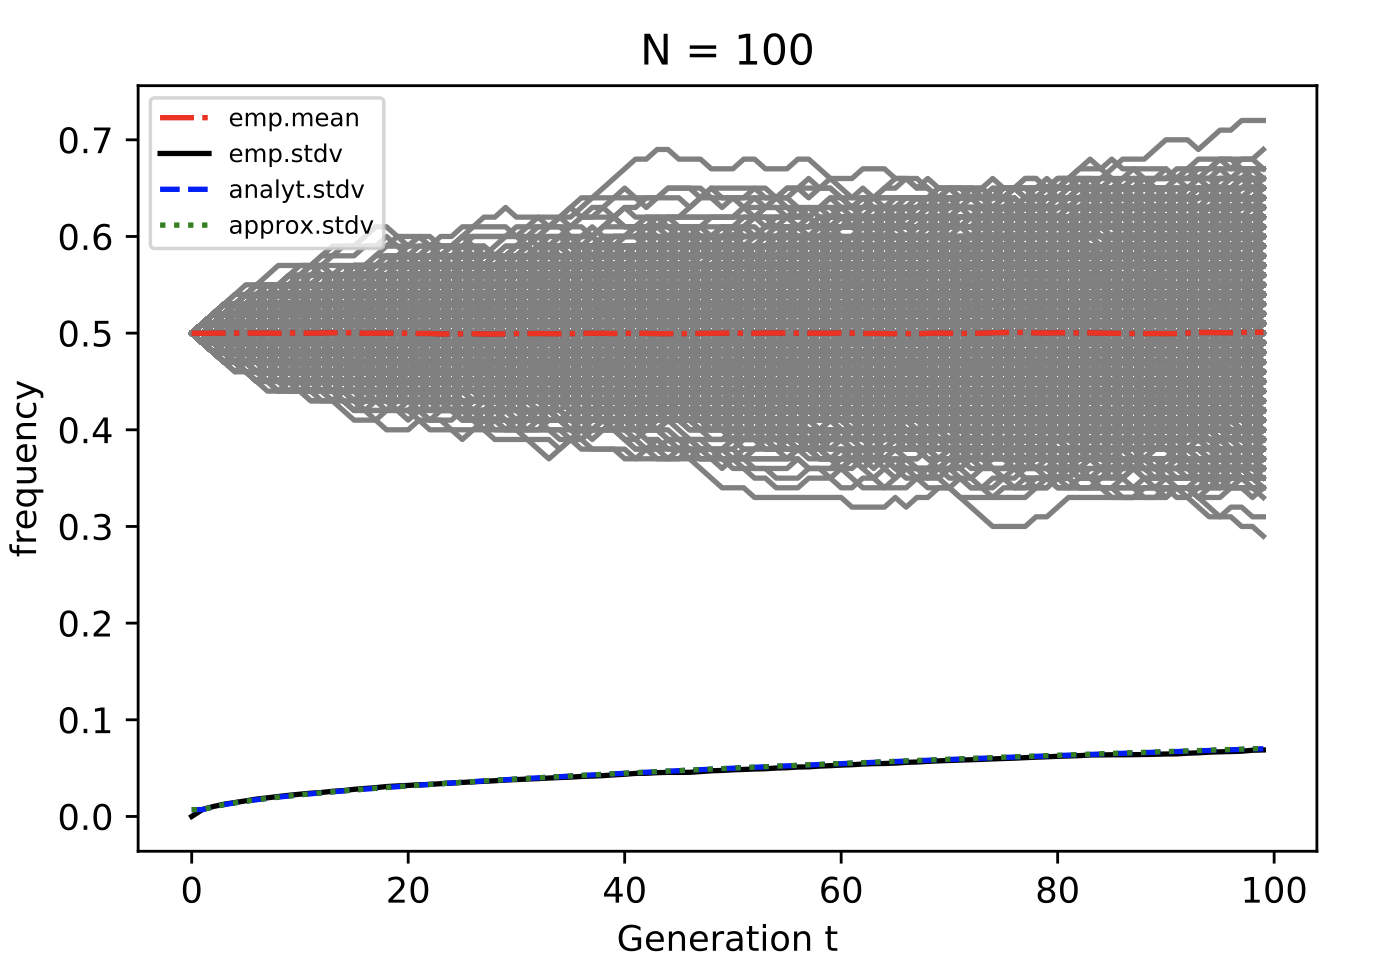 N = 100
emp.mean
emp.stdv
analyt.stdv
approx.stdv
0.7
0.6
0.5
0.4
0.3
0.2
0.1
0.0
frequency
0 20 40 60 80 100
Generation t